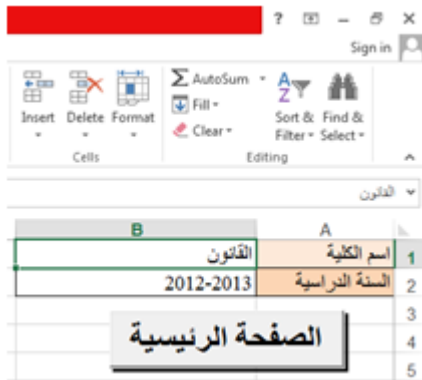 ?
Sign in
Insert Delete Format
Cells
AutoSum
Fill
Clear
Sort & Filter
Find & Select
Editing
القانون
A B
1 اسم الكلية القانون
2 السنة الدراسية 2012-2013
3
4
5
الصفحة الرئيسية